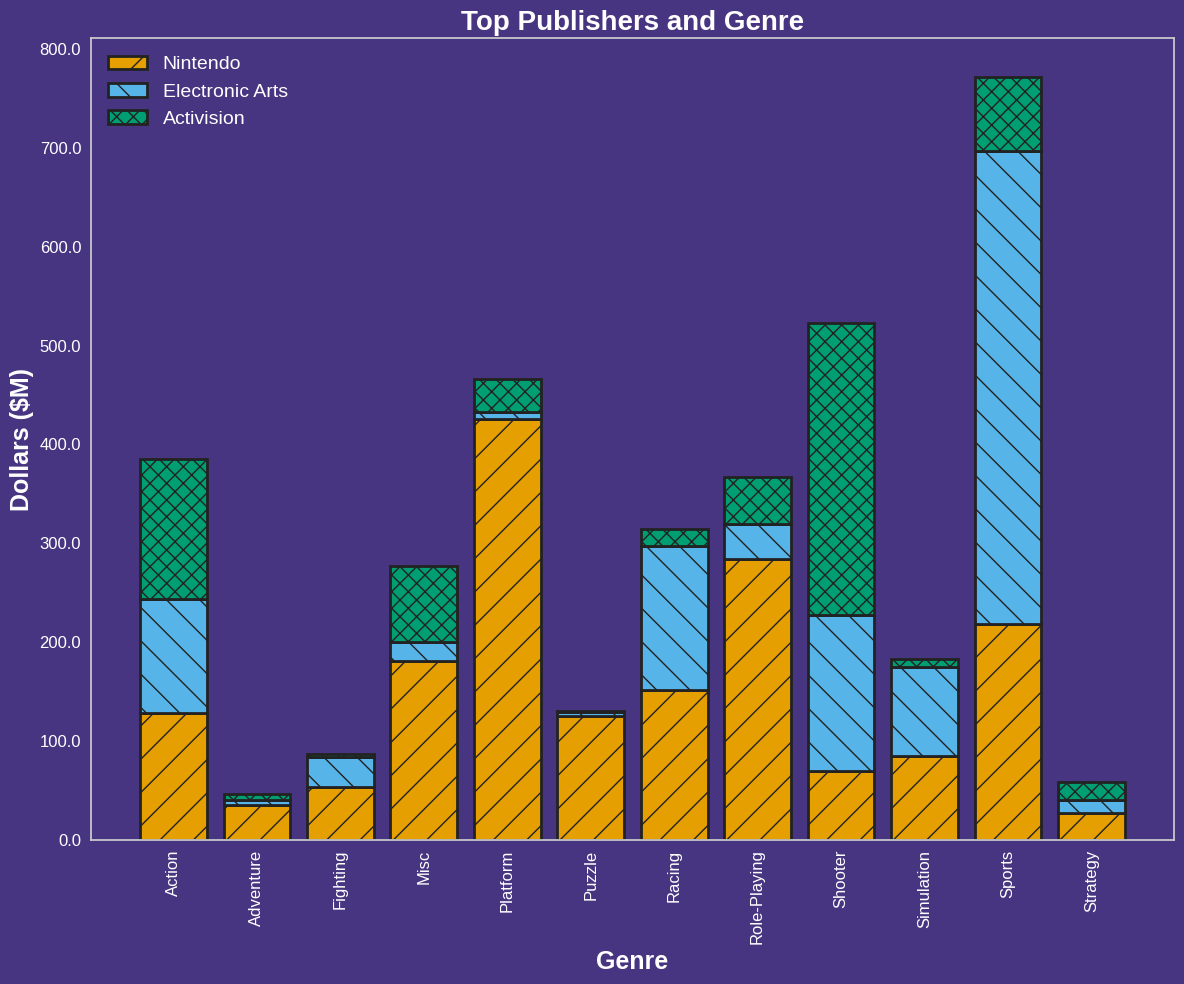 Top Publishers and Genre
Nintendo
Electronic Arts
Activision
Dollars ($M)
800.0
700.0
600.0
500.0
400.0
300.0
200.0
100.0
0.0
Action
Adventure
Fighting
Misc
Platform
Puzzle
Racing
Role-Playing
Shooter
Simulation
Sports
Strategy
Genre